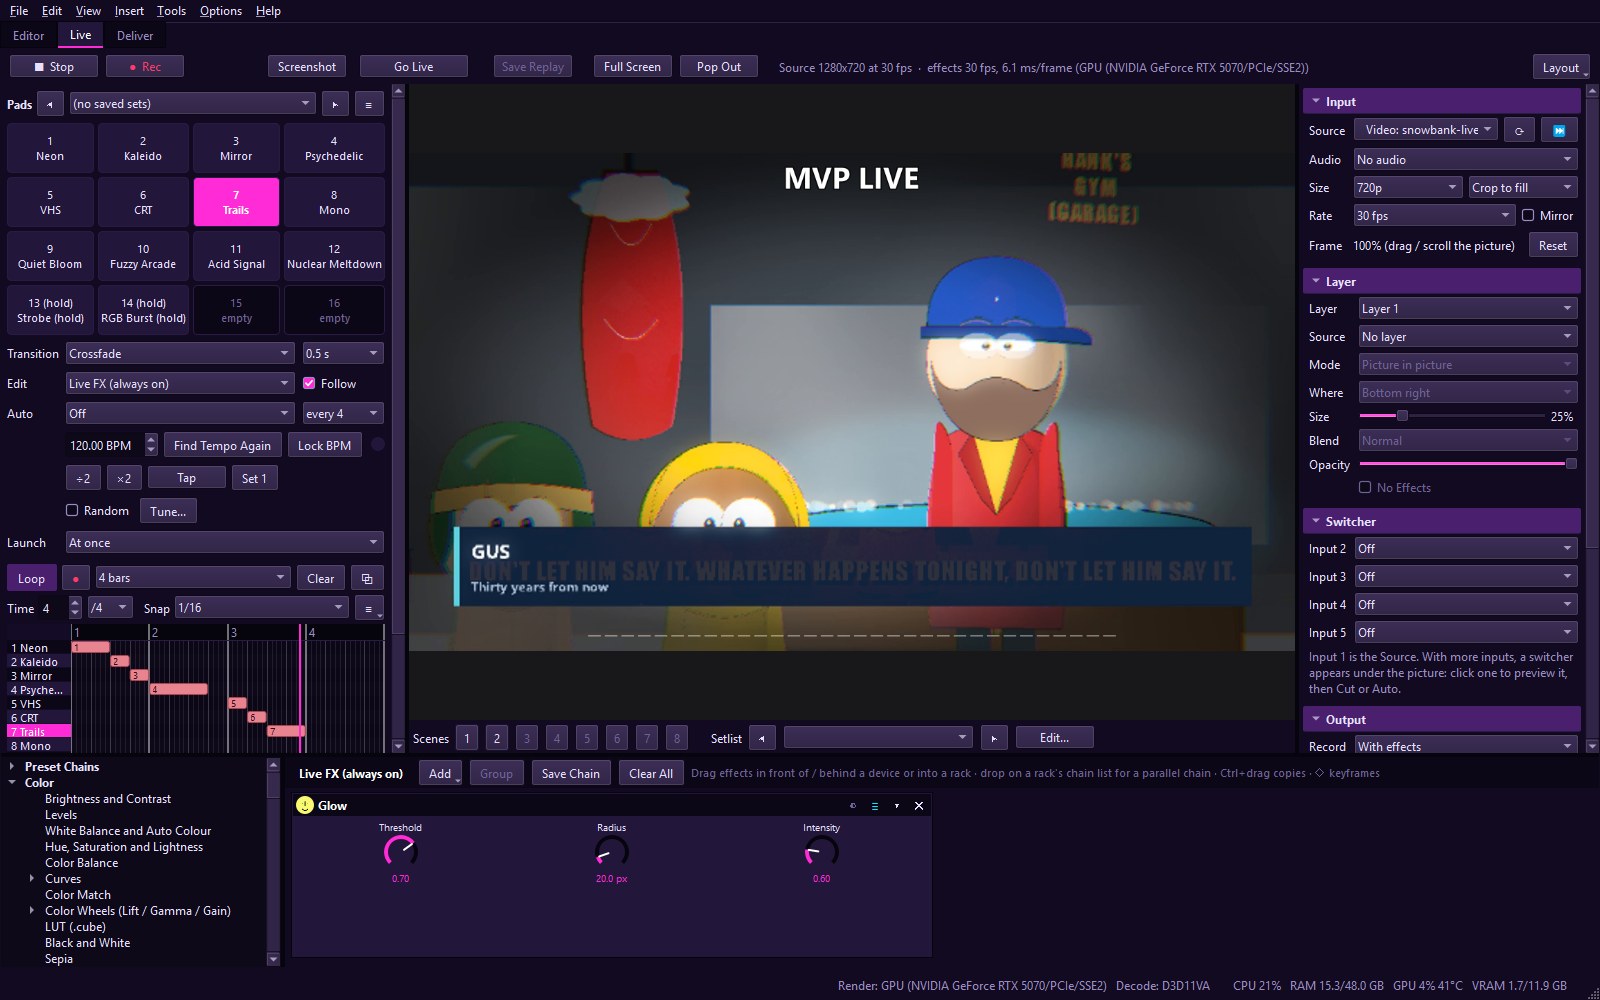 File Edit View Insert Tools Options Help
Editor Live Deliver
Stop Rec Screenshot Go Live Save Replay Full Screen Pop Out Source 1280x720 at 30 fps · effects 30 fps, 6.1 ms/frame (GPU (NVIDIA GeForce RTX 5070/PCIe/SSE2)) Layout
Pads (no saved sets)
1 Neon
2 Kaleido
3 Mirror
4 Psychedelic
5 VHS
6 CRT
7 Trails
8 Mono
9 Quiet Bloom
10 Fuzzy Arcade
11 Acid Signal
12 Nuclear Meltdown
13 (hold) Strobe (hold)
14 (hold) RGB Burst (hold)
15 empty
16 empty
Transition Crossfade 0.5 s
Edit Live FX (always on) Follow
Auto Off every 4
120.00 BPM Find Tempo Again Lock BPM
÷2 ×2 Tap Set 1
Random Tune...
Launch At once
Loop 4 bars Clear
Time 4 /4 Snap 1/16
1 2 3 4
1 Neon 1
2 Kaleido 2
3 Mirror 3
4 Psyche... 4
5 VHS 5
6 CRT 6
7 Trails 7
8 Mono
MVP LIVE
HANK'S
GYM
(GARAGE)
GUS
DON'T LET HIM SAY IT. WHATEVER HAPPENS TONIGHT, DON'T LET HIM SAY IT.
Thirty years from now
Scenes 1 2 3 4 5 6 7 8 Setlist Edit...
Input
Source Video: snowbank-live
Audio No audio
Size 720p Crop to fill
Rate 30 fps Mirror
Frame 100% (drag / scroll the picture) Reset
Layer
Layer Layer 1
Source No layer
Mode Picture in picture
Where Bottom right
Size 25%
Blend Normal
Opacity
No Effects
Switcher
Input 2 Off
Input 3 Off
Input 4 Off
Input 5 Off
Input 1 is the Source. With more inputs, a switcher
appears under the picture: click one to preview it,
then Cut or Auto.
Output
Record With effects
Preset Chains
Color
Brightness and Contrast
Levels
White Balance and Auto Colour
Hue, Saturation and Lightness
Color Balance
Curves
Color Match
Color Wheels (Lift / Gamma / Gain)
LUT (.cube)
Black and White
Sepia
Live FX (always on) Add Group Save Chain Clear All Drag effects in front of / behind a device or into a rack · drop on a rack's chain list for a parallel chain · Ctrl+drag copies · ◇ keyframes
Glow
Threshold Radius Intensity
0.70 20.0 px 0.60
Render: GPU (NVIDIA GeForce RTX 5070/PCIe/SSE2) Decode: D3D11VA CPU 21% RAM 15.3/48.0 GB GPU 4% 41°C VRAM 1.7/11.9 GB